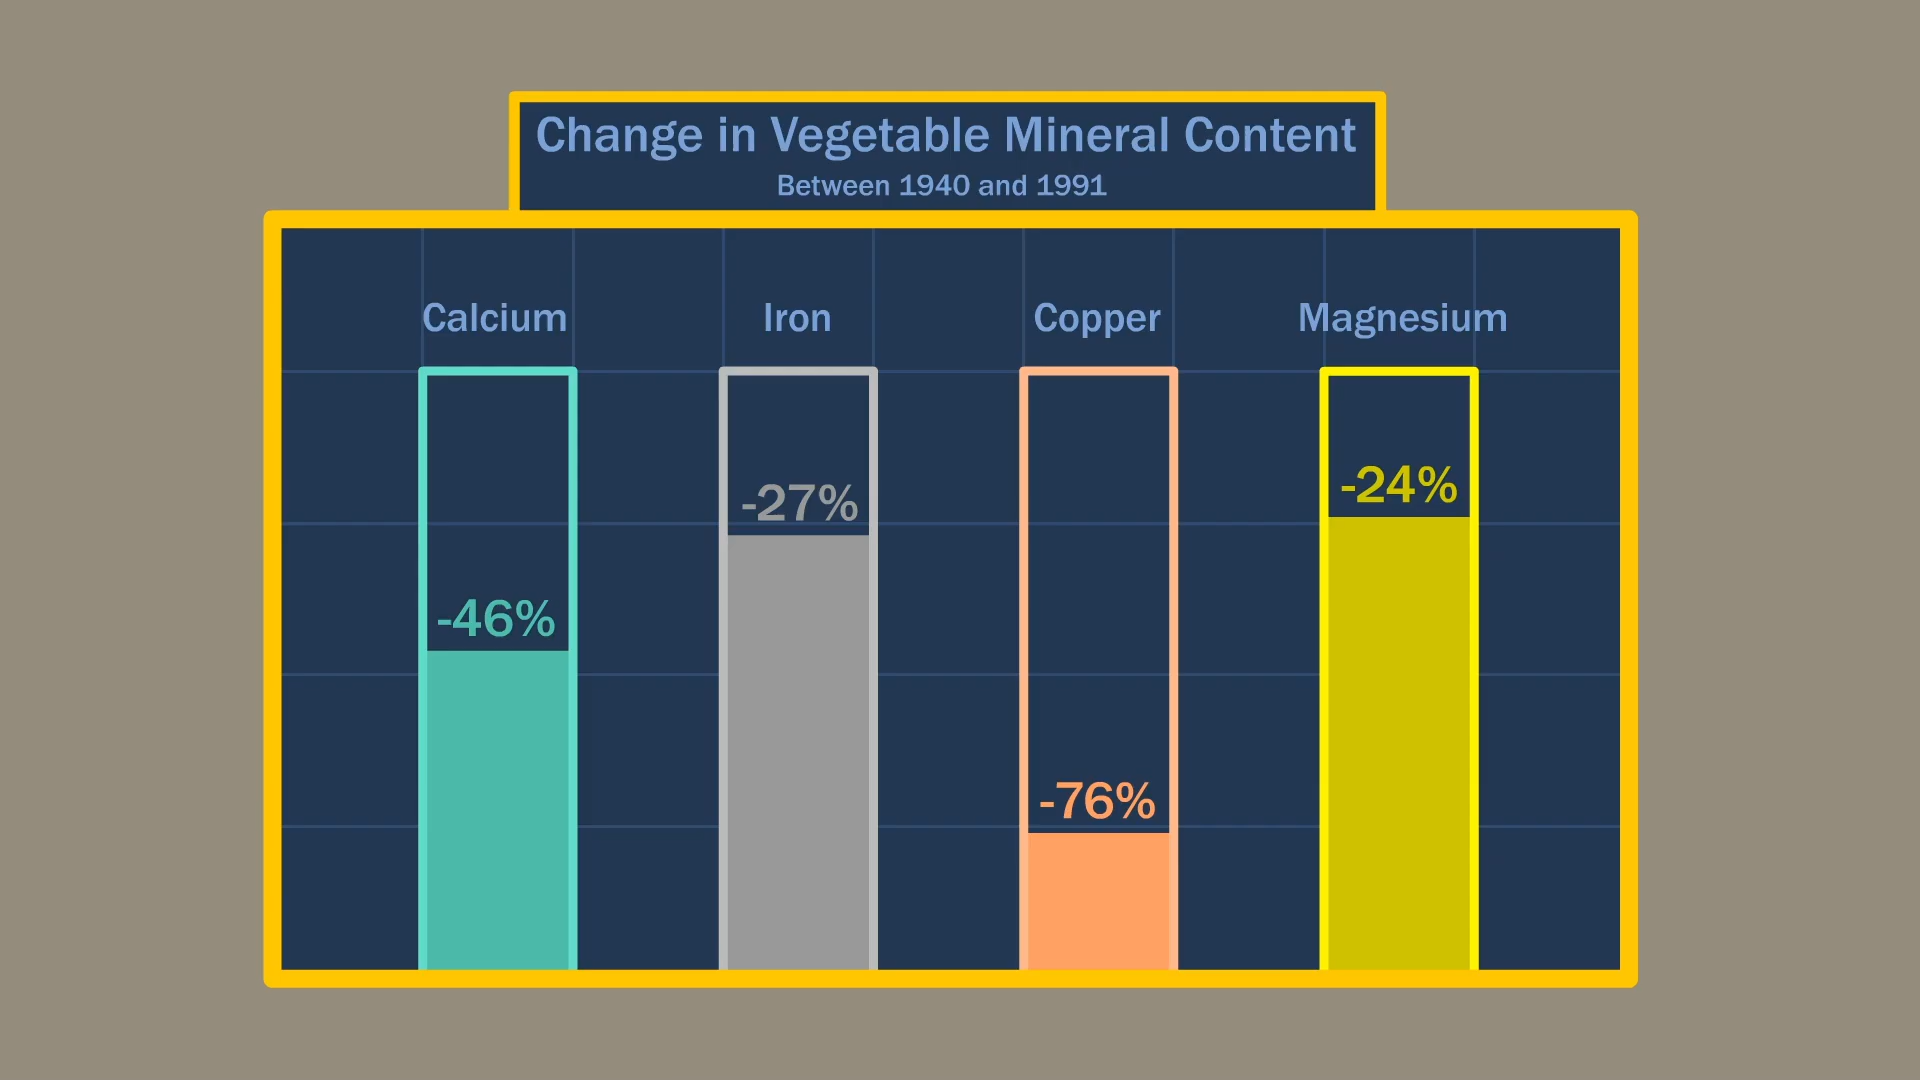 Change in Vegetable Mineral Content
Between 1940 and 1991
Calcium
Iron
Copper
Magnesium
-46%
-27%
-76%
-24%